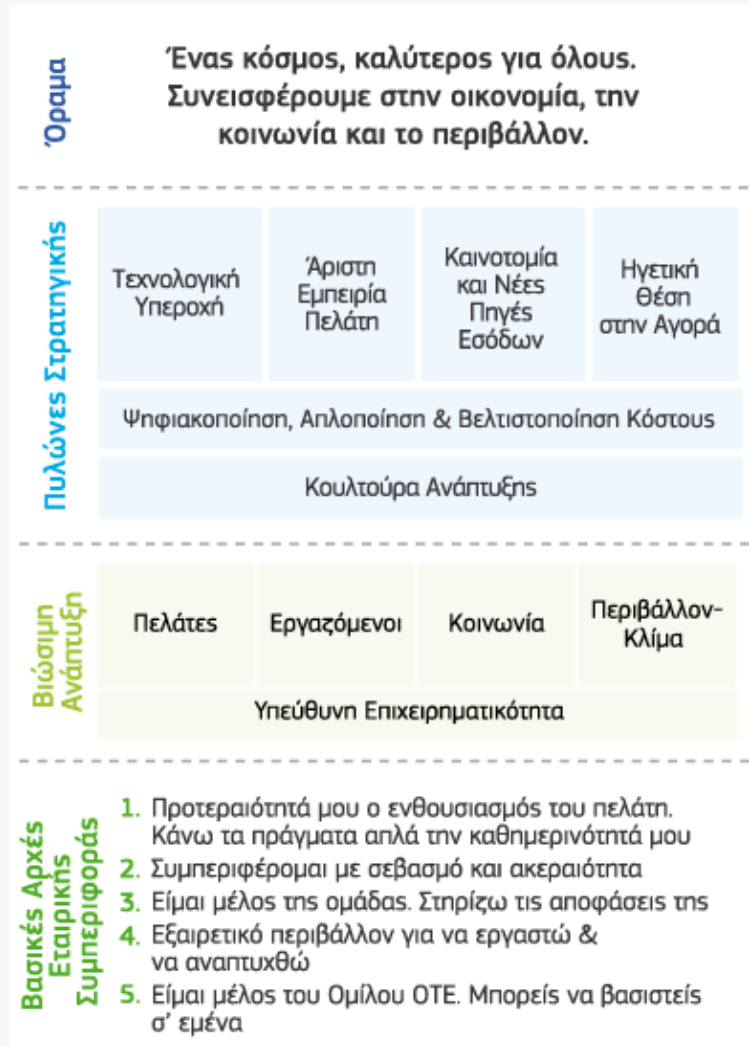 Όραμα
Ένας κόσμος, καλύτερος για όλους.
Συνεισφέρουμε στην οικονομία, την
κοινωνία και το περιβάλλον.
Πυλώνες Στρατηγικής
Τεχνολογική
Υπεροχή
Άριστη
Εμπειρία
Πελάτη
Καινοτομία
και Νέες
Πηγές
Εσόδων
Ηγετική
Θέση
στην Αγορά
Ψηφιακοποίηση, Απλοποίηση & Βελτιστοποίηση Κόστους
Κουλτούρα Ανάπτυξης
Βιώσιμη
Ανάπτυξη
Πελάτες
Εργαζόμενοι
Κοινωνία
Περιβάλλον-
Κλίμα
Υπεύθυνη Επιχειρηματικότητα
Βασικές Αρχές
Εταιρικής
Συμπεριφοράς
1. Προτεραιότητά μου ο ενθουσιασμός του πελάτη.
Κάνω τα πράγματα απλά την καθημερινότητά μου
2. Συμπεριφέρομαι με σεβασμό και ακεραιότητα
3. Είμαι μέλος της ομάδας. Στηρίζω τις αποφάσεις της
4. Εξαιρετικό περιβάλλον για να εργαστώ &
να αναπτυχθώ
5. Είμαι μέλος του Ομίλου ΟΤΕ. Μπορείς να βασιστείς
σ' εμένα